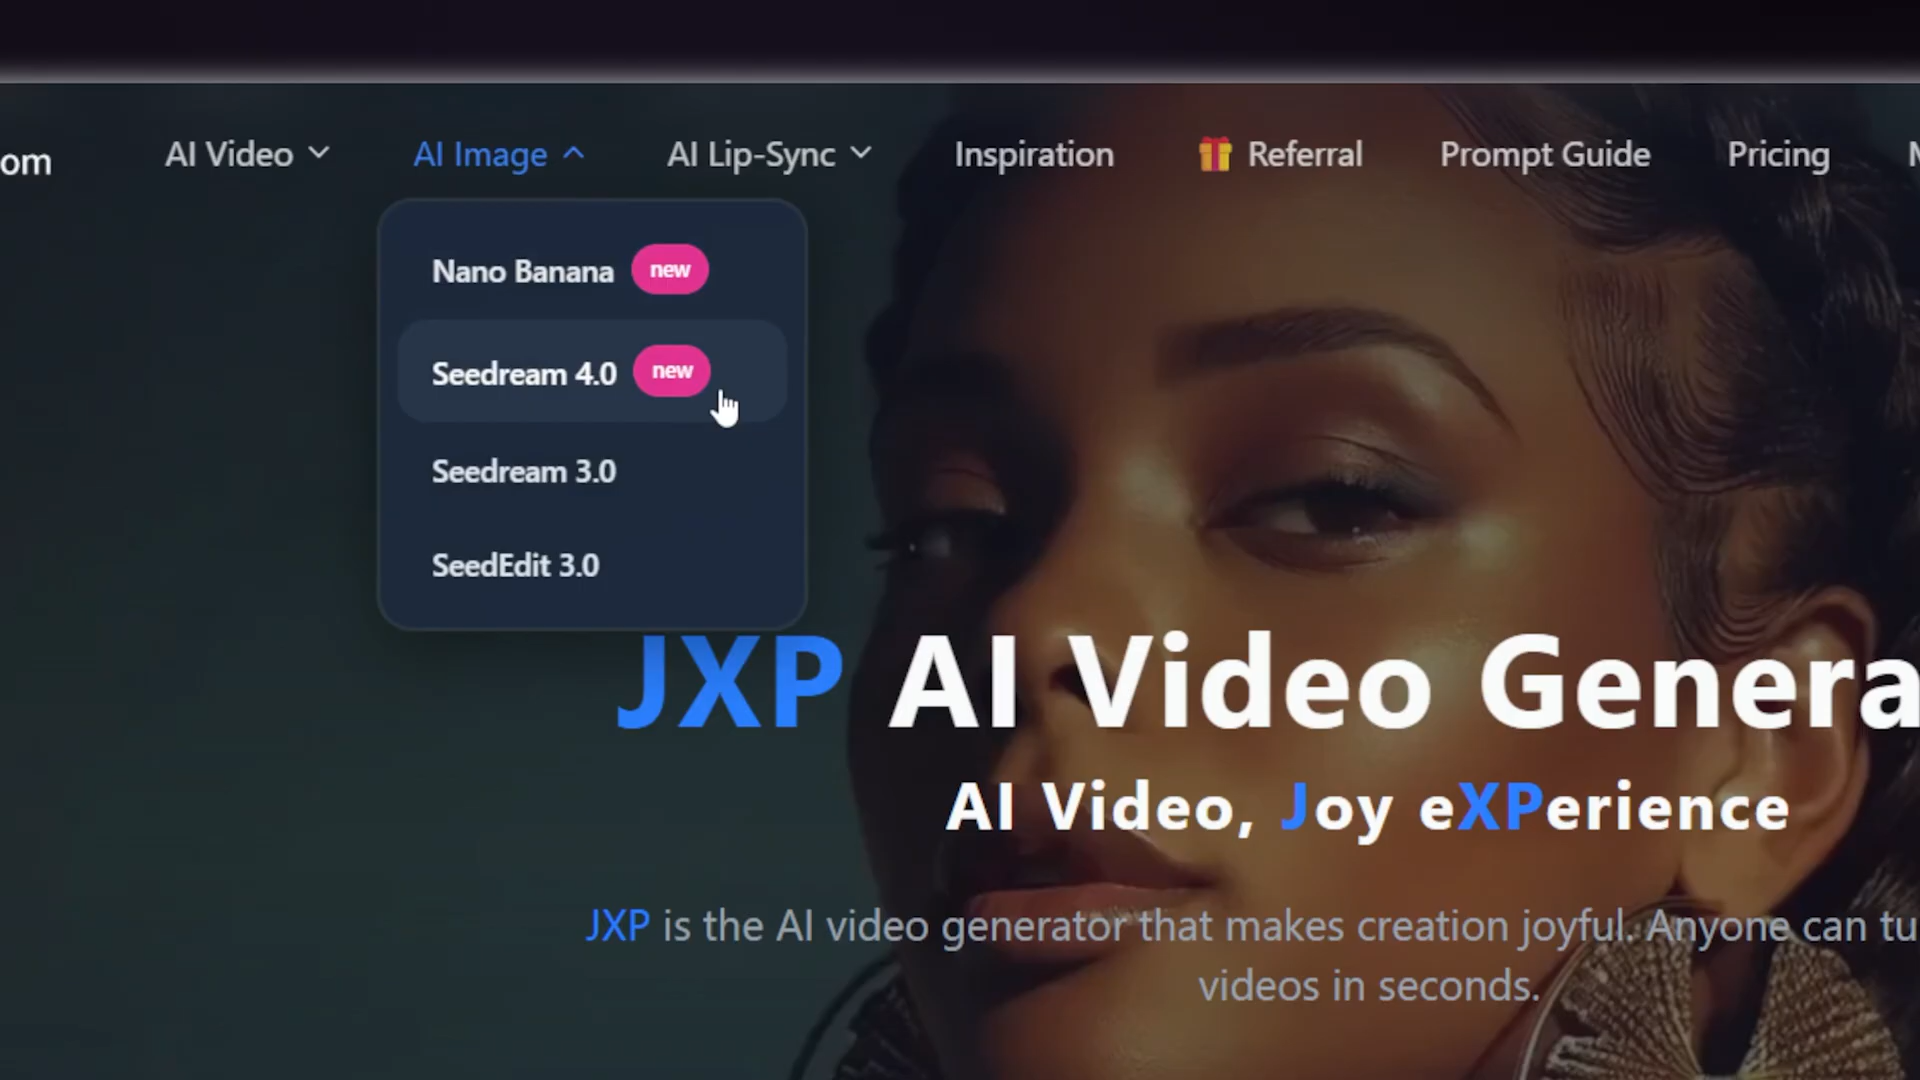 om AI Video AI Image AI Lip-Sync Inspiration Referral Prompt Guide Pricing
Nano Banana new
Seedream 4.0 new
Seedream 3.0
SeedEdit 3.0
JXP AI Video Genera
AI Video, Joy eXPerience
JXP is the AI video generator that makes creation joyful. Anyone can tu
videos in seconds.